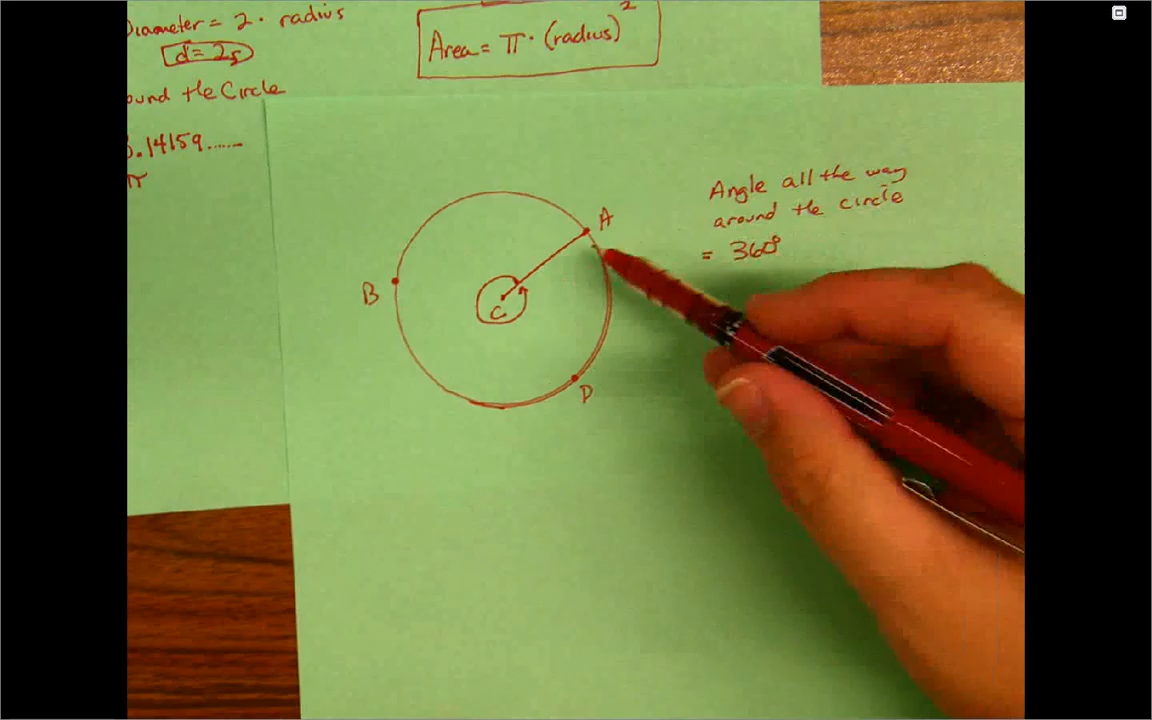 Diameter = 2 · radius
d = 2r
ound the Circle
3.14159......
π
Area = π · (radius)²
Angle all the way
around the circle
= 360°
A
B
C
D